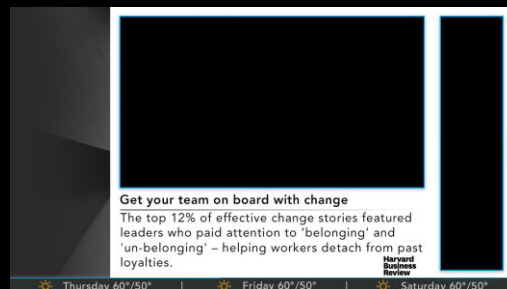 Get your team on board with change
The top 12% of effective change stories featured
leaders who paid attention to ‘belonging’ and
‘un-belonging’ – helping workers detach from past
loyalties.
Harvard
Business
Review
Thursday 60°/50° | Friday 60°/50° | Saturday 60°/50°